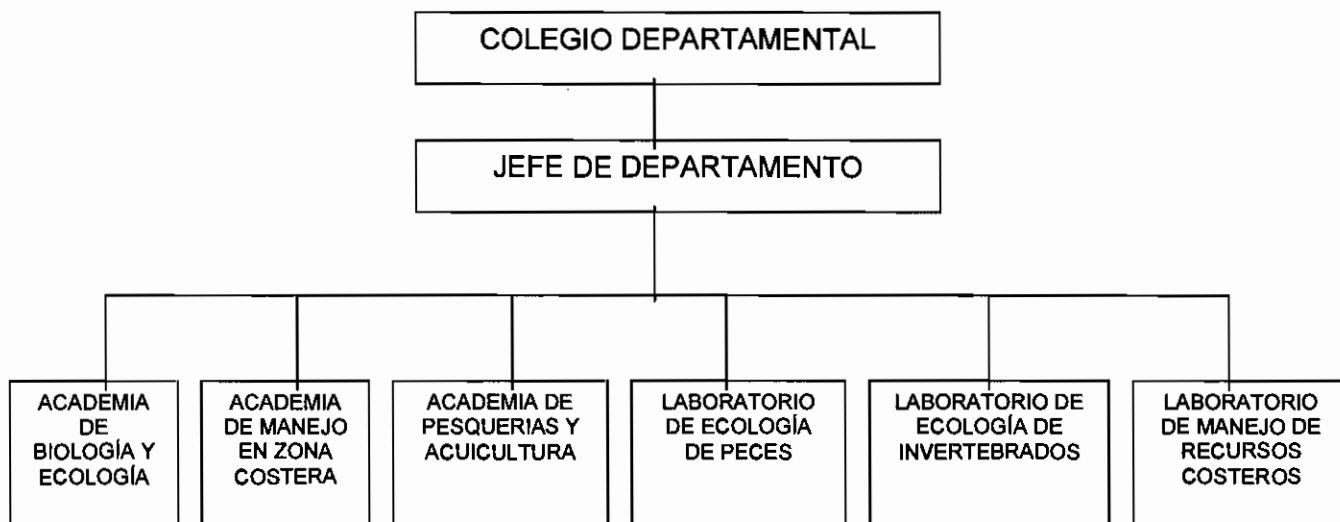 COLEGIO DEPARTAMENTAL
JEFE DE DEPARTAMENTO
ACADEMIA
DE
BIOLOGÍA Y
ECOLOGÍA
ACADEMIA
DE MANEJO
EN ZONA
COSTERA
ACADEMIA DE
PESQUERIAS Y
ACUICULTURA
LABORATORIO
DE ECOLOGÍA
DE PECES
LABORATORIO DE
ECOLOGÍA DE
INVERTEBRADOS
LABORATORIO
DE MANEJO DE
RECURSOS
COSTEROS